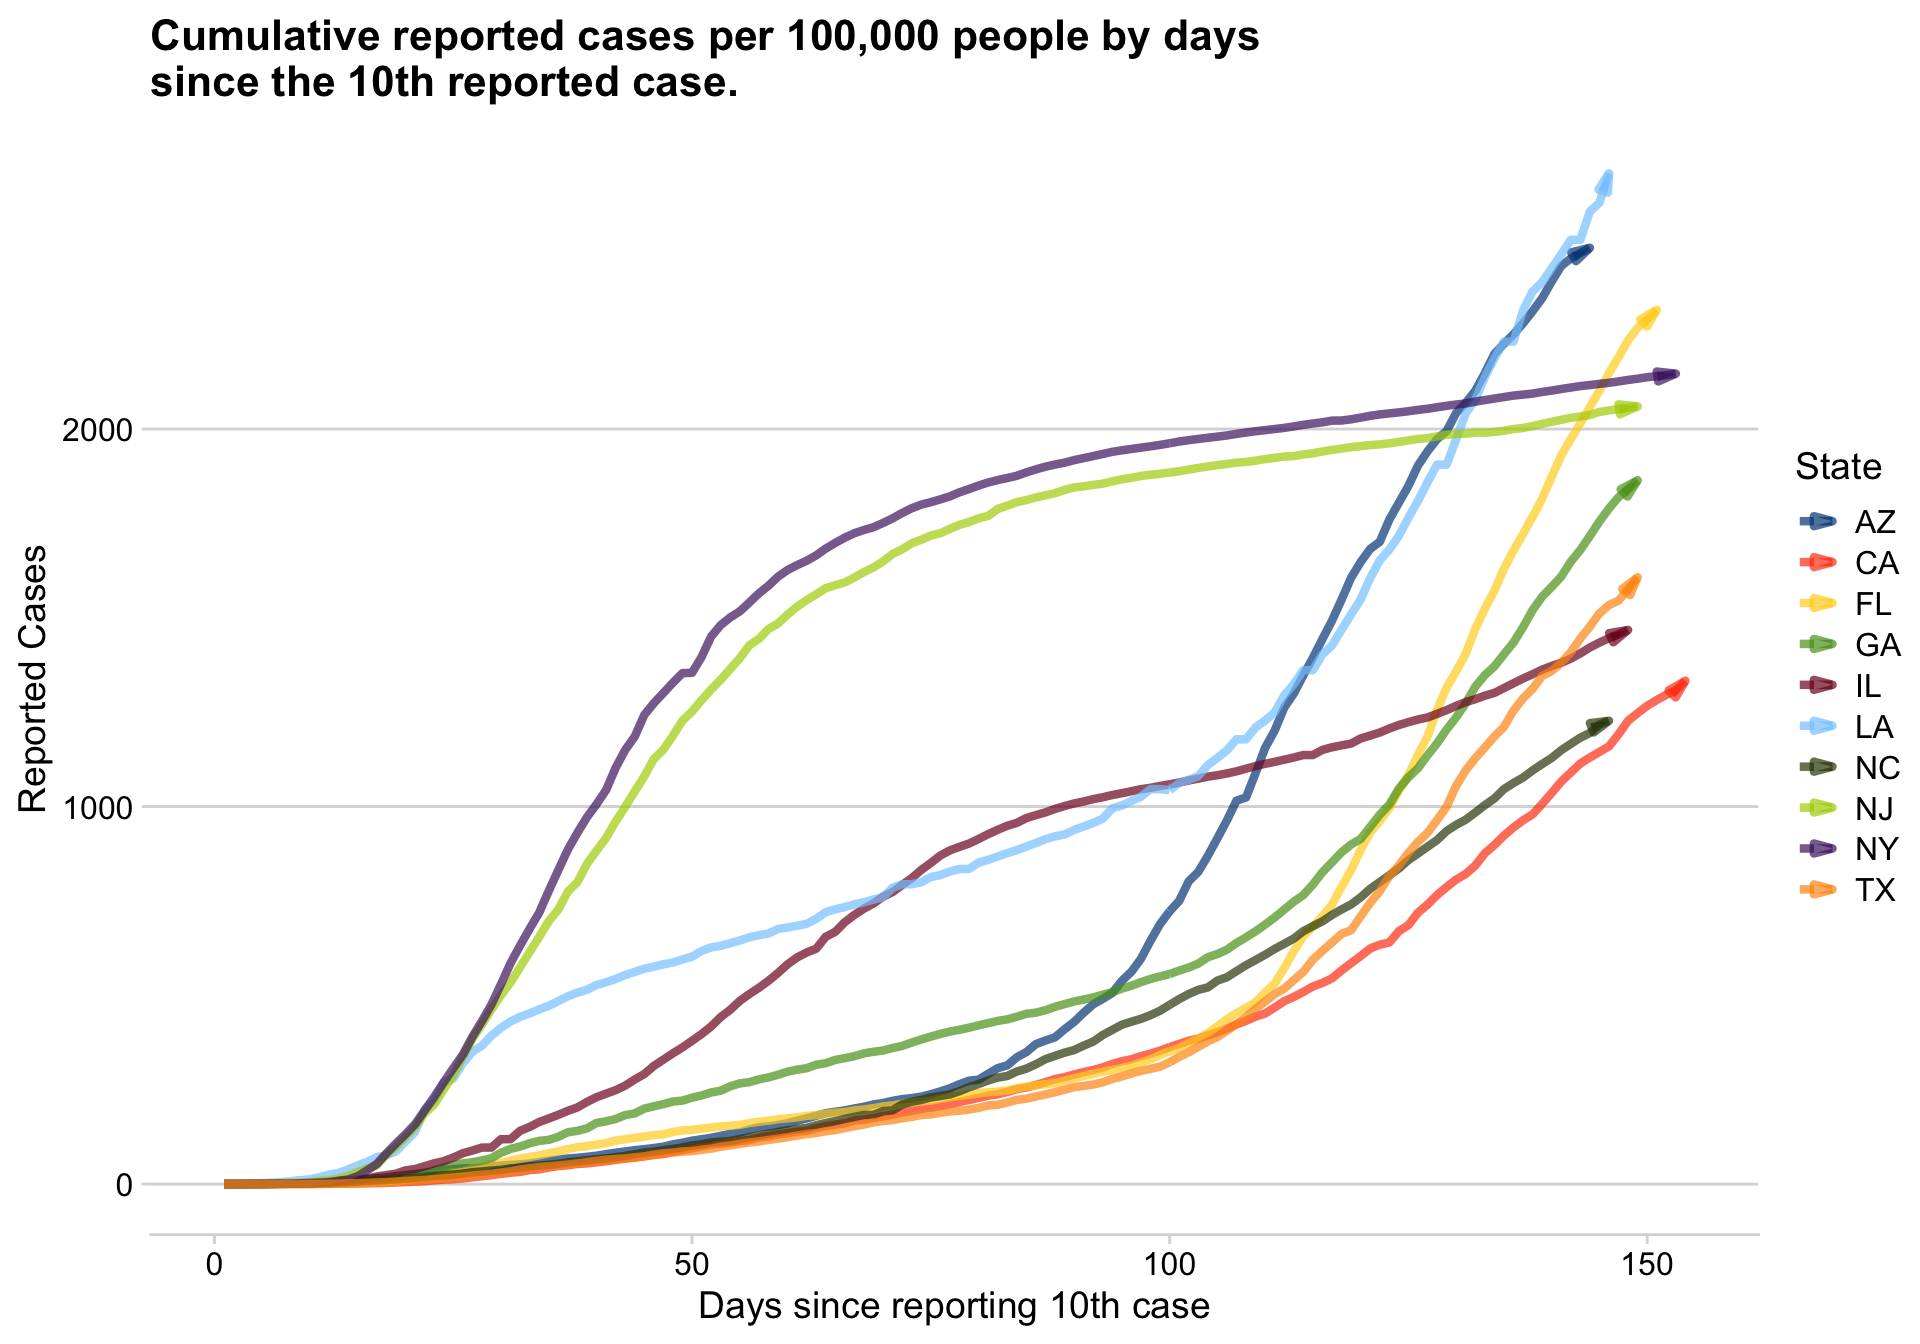 Cumulative reported cases per 100,000 people by days
since the 10th reported case.
Reported Cases
2000
1000
0
0
50
100
150
Days since reporting 10th case
State
AZ
CA
FL
GA
IL
LA
NC
NJ
NY
TX